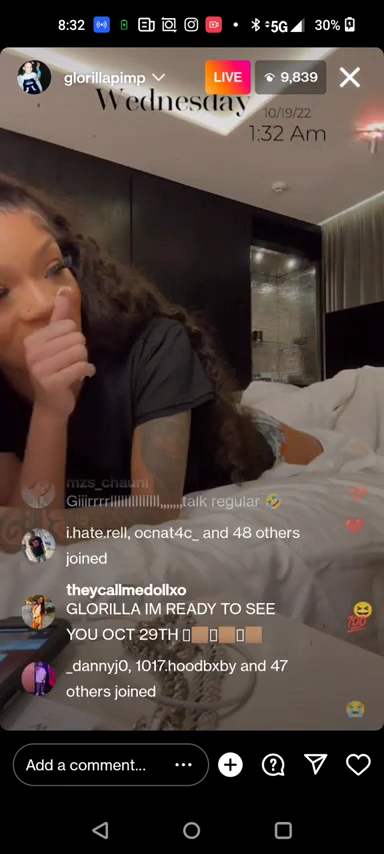 8:32
5G
30%
glorillapimp
LIVE
9,839
Wednesday
10/19/22
1:32 Am
mzs_chauni
Giiirrrrlllllllllllllll,,,,,,,talk regular 🤣
i.hate.rell, ocnat4c_ and 48 others
joined
theycallmedollxo
GLORILLA IM READY TO SEE
YOU OCT 29TH
_dannyj0, 1017.hoodbxby and 47
others joined
Add a comment...